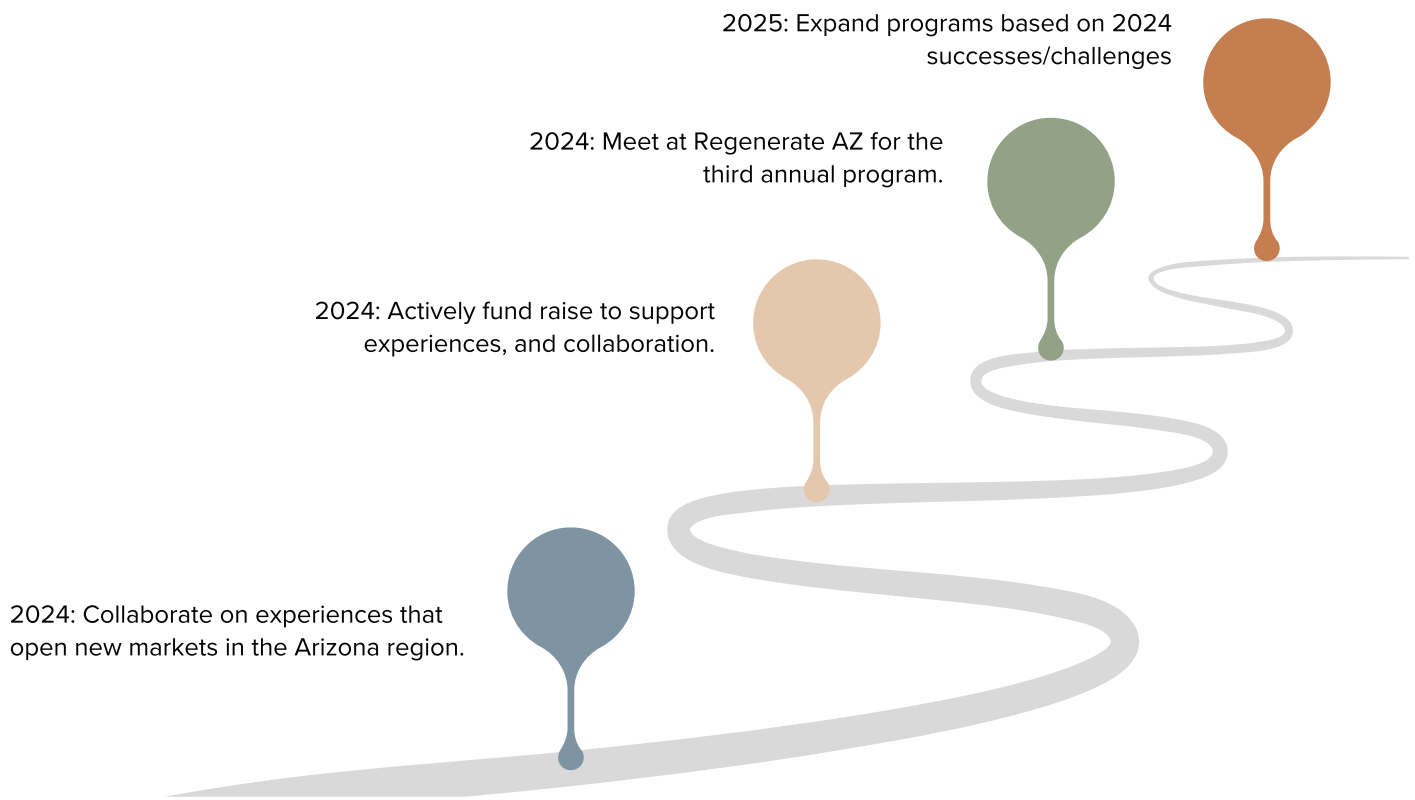 2025: Expand programs based on 2024
successes/challenges
2024: Meet at Regenerate AZ for the
third annual program.
2024: Actively fund raise to support
experiences, and collaboration.
2024: Collaborate on experiences that
open new markets in the Arizona region.